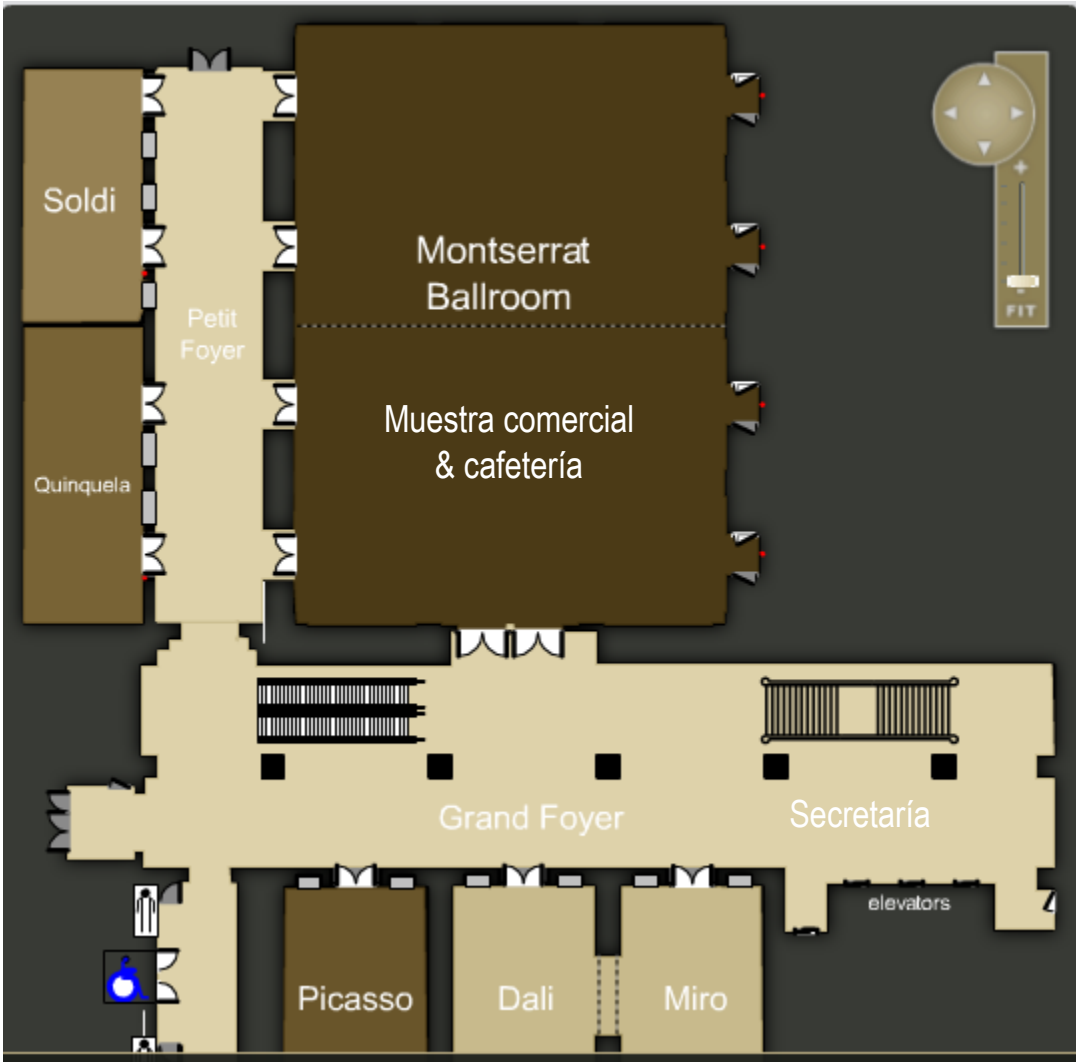 Soldi
Montserrat
Ballroom
FIT
Petit
Foyer
Muestra comercial
& cafetería
Quinquela
Grand Foyer
Secretaría
elevators
Picasso
Dali
Miro